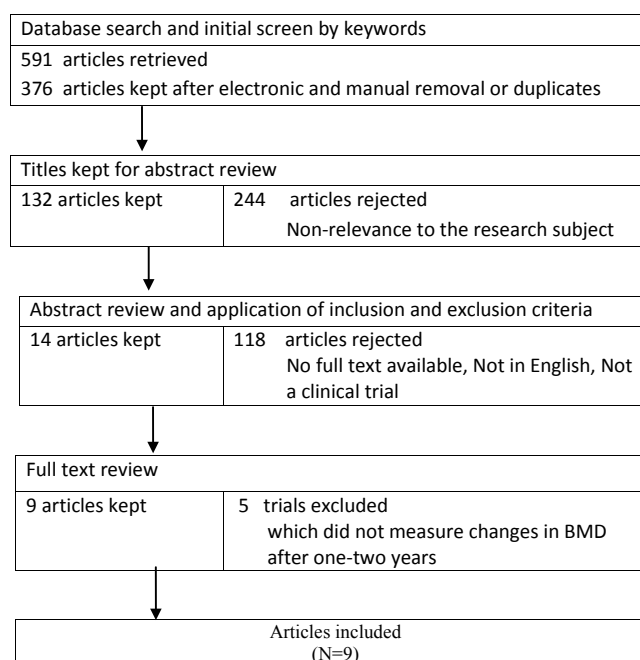 Database search and initial screen by keywords
591 articles retrieved
376 articles kept after electronic and manual removal or duplicates
Titles kept for abstract review
132 articles kept
244 articles rejected
Non-relevance to the research subject
Abstract review and application of inclusion and exclusion criteria
14 articles kept
118 articles rejected
No full text available, Not in English, Not
a clinical trial
Full text review
9 articles kept
5 trials excluded
which did not measure changes in BMD
after one-two years
Articles included
(N=9)